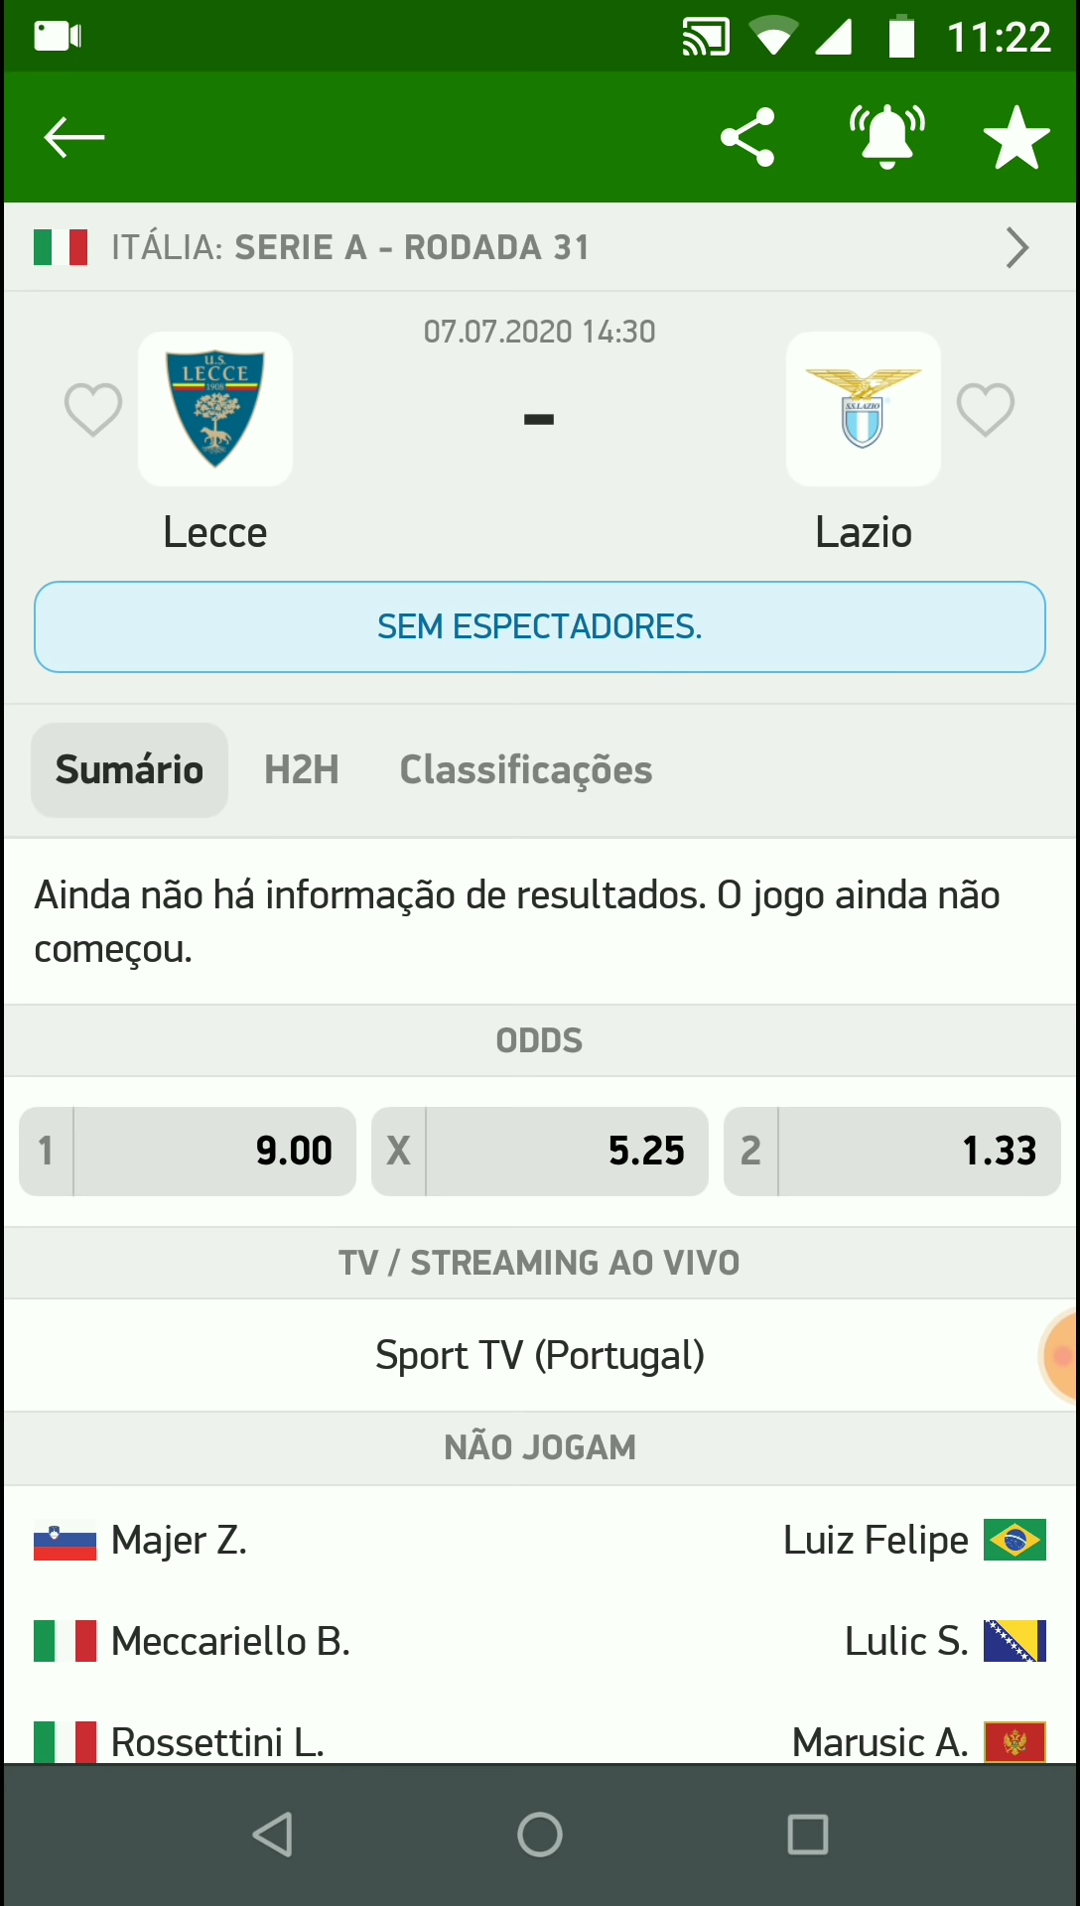 11:22
ITÁLIA: SERIE A - RODADA 31
07.07.2020 14:30
U.S.
LECCE
1908
S.S.LAZIO
-
Lecce
Lazio
SEM ESPECTADORES.
Sumário H2H Classificações
Ainda não há informação de resultados. O jogo ainda não
começou.
ODDS
1 9.00 X 5.25 2 1.33
TV / STREAMING AO VIVO
Sport TV (Portugal)
NÃO JOGAM
Majer Z. Luiz Felipe
Meccariello B. Lulic S.
Rossettini L. Marusic A.